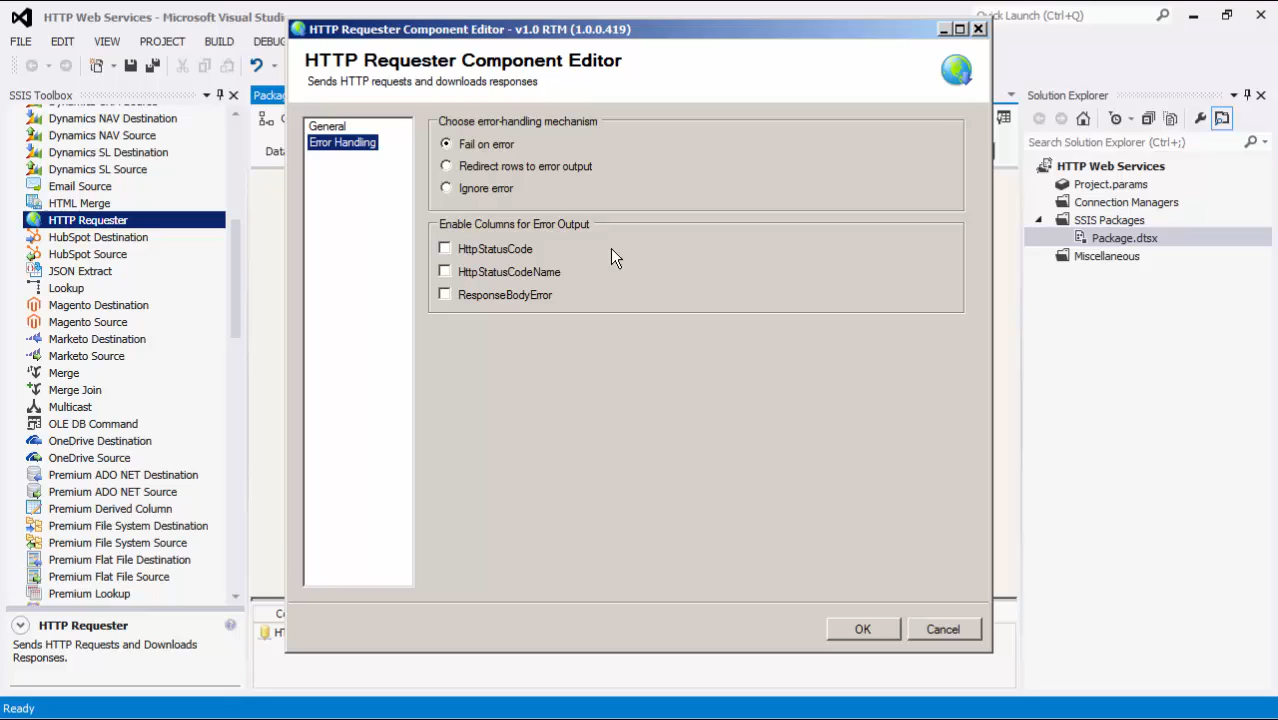 HTTP Web Services - Microsoft Visual Studi
Quick Launch (Ctrl+Q)
FILE EDIT VIEW PROJECT BUILD DEBU
SSIS Toolbox
Dynamics NAV Destination
Dynamics NAV Source
Dynamics SL Destination
Dynamics SL Source
Email Source
HTML Merge
HTTP Requester
HubSpot Destination
HubSpot Source
JSON Extract
Lookup
Magento Destination
Magento Source
Marketo Destination
Marketo Source
Merge
Merge Join
Multicast
OLE DB Command
OneDrive Destination
OneDrive Source
Premium ADO NET Destination
Premium ADO NET Source
Premium Derived Column
Premium File System Destination
Premium File System Source
Premium Flat File Destination
Premium Flat File Source
Premium Lookup
HTTP Requester
Sends HTTP Requests and Downloads
Responses.
Packa
Dat
HT
HTTP Requester Component Editor - v1.0 RTM (1.0.0.419)
HTTP Requester Component Editor
Sends HTTP requests and downloads responses
General
Error Handling
Choose error-handling mechanism
Fail on error
Redirect rows to error output
Ignore error
Enable Columns for Error Output
HttpStatusCode
HttpStatusCodeName
ResponseBodyError
OK
Cancel
Solution Explorer
Search Solution Explorer (Ctrl+;)
HTTP Web Services
Project.params
Connection Managers
SSIS Packages
Package.dtsx
Miscellaneous
Ready